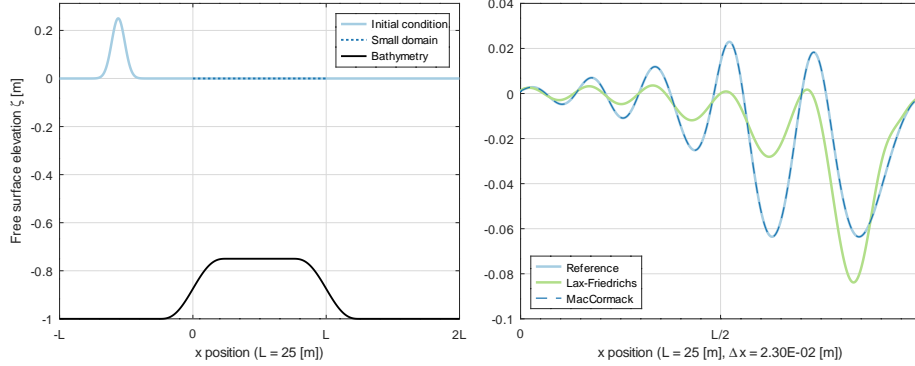 0.2
0
-0.2
-0.4
-0.6
-0.8
-1
Free surface elevation ζ [m]
Initial condition
Small domain
Bathymetry
-L
0
L
2L
x position (L = 25 [m])
0.04
0.02
0
-0.02
-0.04
-0.06
-0.08
-0.1
Reference
Lax-Friedrichs
MacCormack
0
L/2
x position (L = 25 [m], Δx = 2.30E-02 [m])